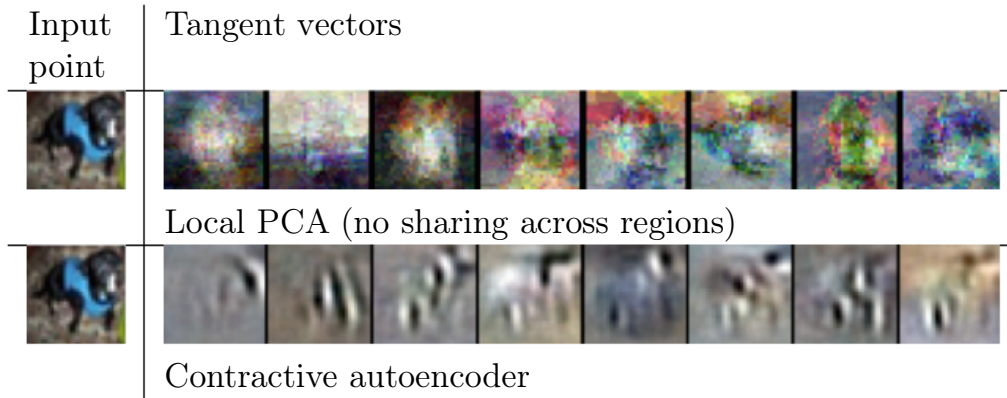 Input
point
Tangent vectors
Local PCA (no sharing across regions)
Contractive autoencoder